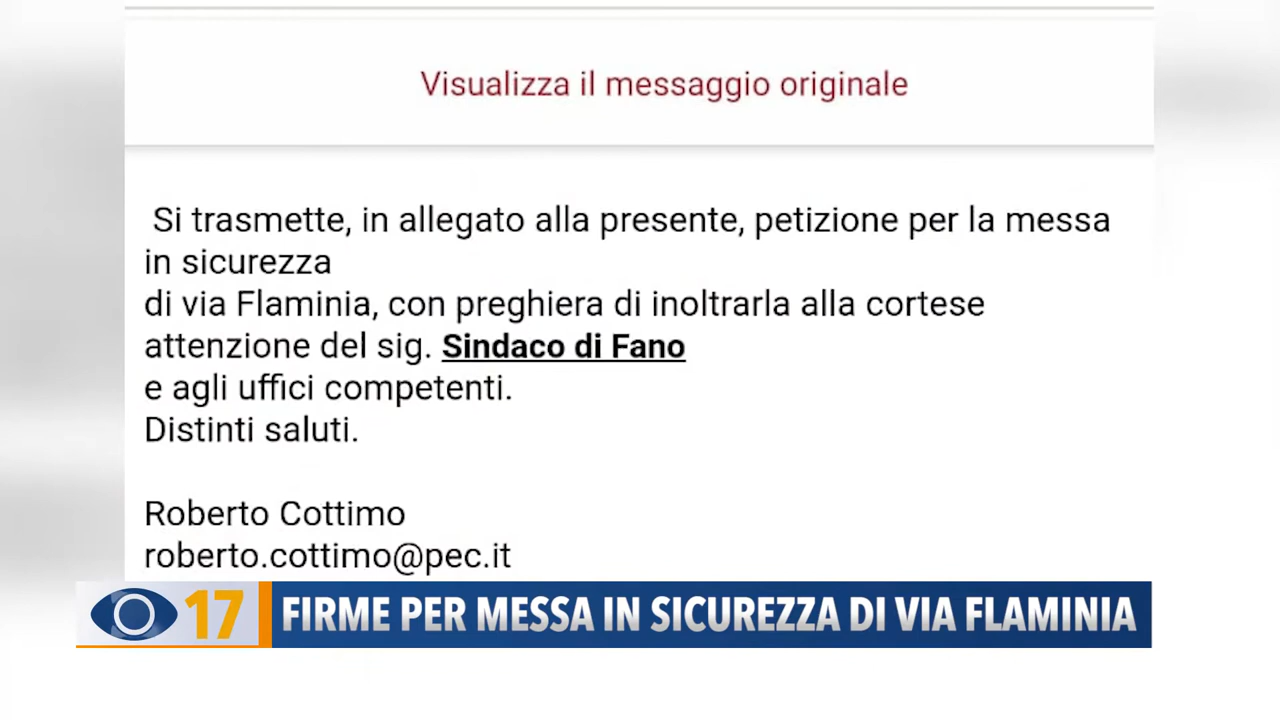 Visualizza il messaggio originale
Si trasmette, in allegato alla presente, petizione per la messa
in sicurezza
di via Flaminia, con preghiera di inoltrarla alla cortese
attenzione del sig. Sindaco di Fano
e agli uffici competenti.
Distinti saluti.
Roberto Cottimo
roberto.cottimo@pec.it
17 FIRME PER MESSA IN SICUREZZA DI VIA FLAMINIA